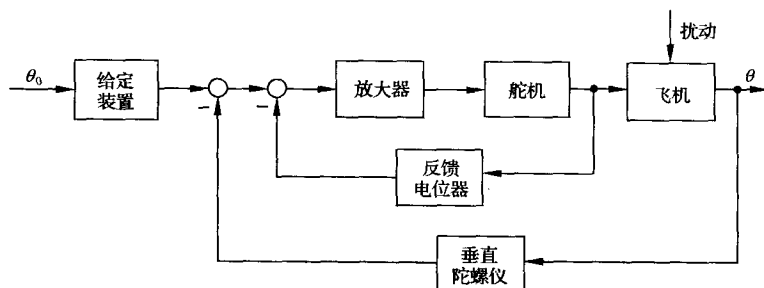 扰动
θ₀
给定
装置
放大器
舵机
飞机
θ
反馈
电位器
垂直
陀螺仪